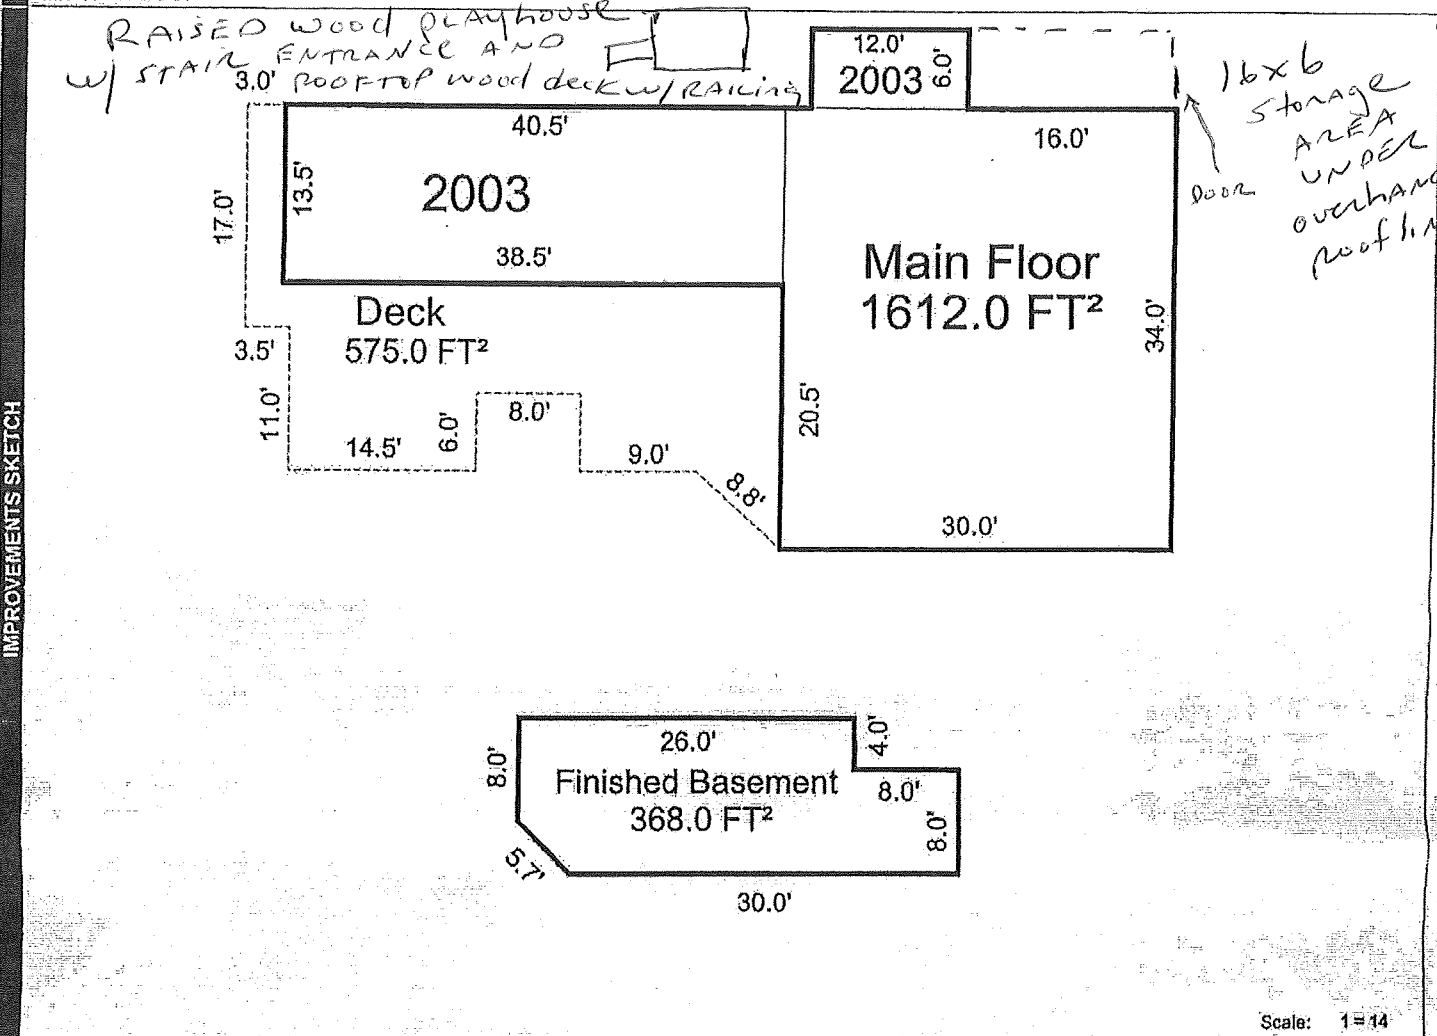 RAISED WOOD PLAYHOUSE
W/ STAIR ENTRANCE AND
ROOFTOP WOOD DECK W/ RAILING
3.0'
12.0'
2003
6.0'
16x6
STORAGE
AREA
UNDER
OVERHANG
DOOR
40.5'
16.0'
13.5'
2003
17.0'
38.5'
Main Floor
1612.0 FT²
Deck
575.0 FT²
34.0'
3.5'
11.0'
14.5'
6.0'
8.0'
9.0'
8.8'
20.5'
30.0'
IMPROVEMENTS SKETCH
26.0'
4.0'
8.0'
Finished Basement
368.0 FT²
8.0'
8.0'
5.7'
30.0'
Scale: 1 = 14